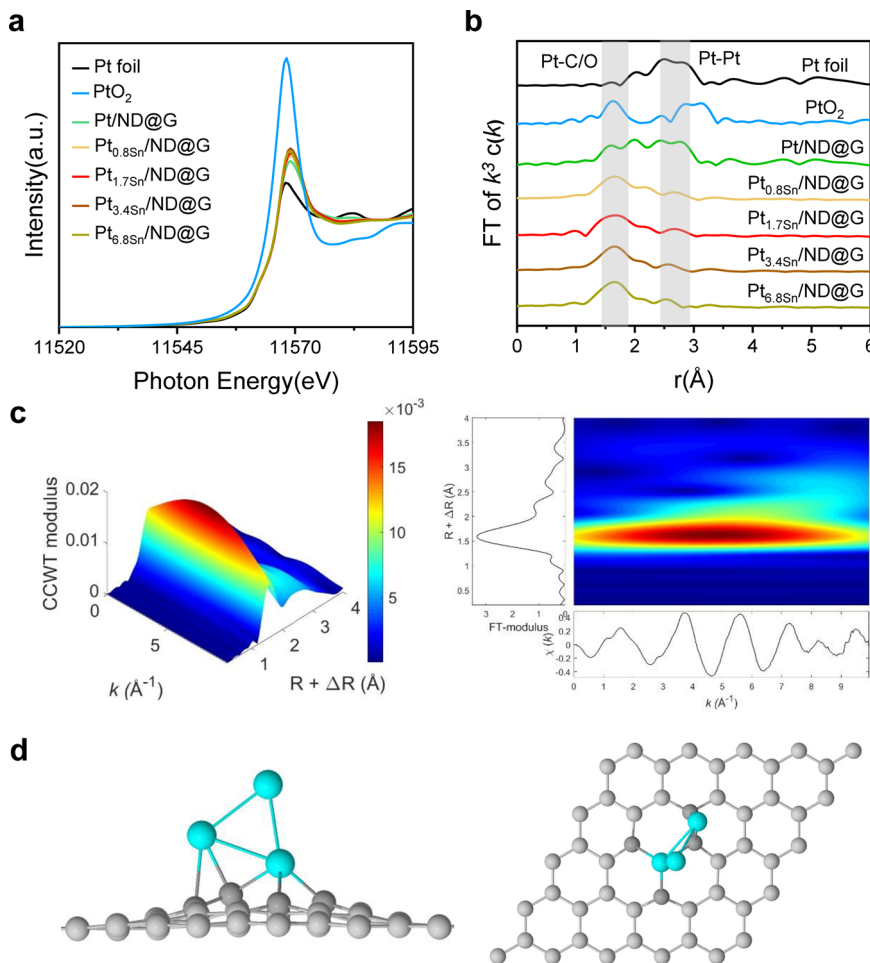 a
Intensity(a.u.)
Pt foil
PtO2
Pt/ND@G
Pt0.8Sn/ND@G
Pt1.7Sn/ND@G
Pt3.4Sn/ND@G
Pt6.8Sn/ND@G
11520 11545 11570 11595
Photon Energy(eV)
b
FT of k3 c(k)
Pt-C/O Pt-Pt
Pt foil
PtO2
Pt/ND@G
Pt0.8Sn/ND@G
Pt1.7Sn/ND@G
Pt3.4Sn/ND@G
Pt6.8Sn/ND@G
0 1 2 3 4 5 6
r(Å)
c
CCWT modulus
0.02
0.01
0
0 5
k (Å-1)
1 2 3 4
R + ΔR (Å)
×10-3
15
10
5
R + ΔR (Å)
4
3.5
3
2.5
2
1.5
1
0.5
3 2 1 0
FT-modulus
χ (k)
0.4
0.2
0
-0.2
-0.4
0 1 2 3 4 5 6 7 8 9
k (Å-1)
d